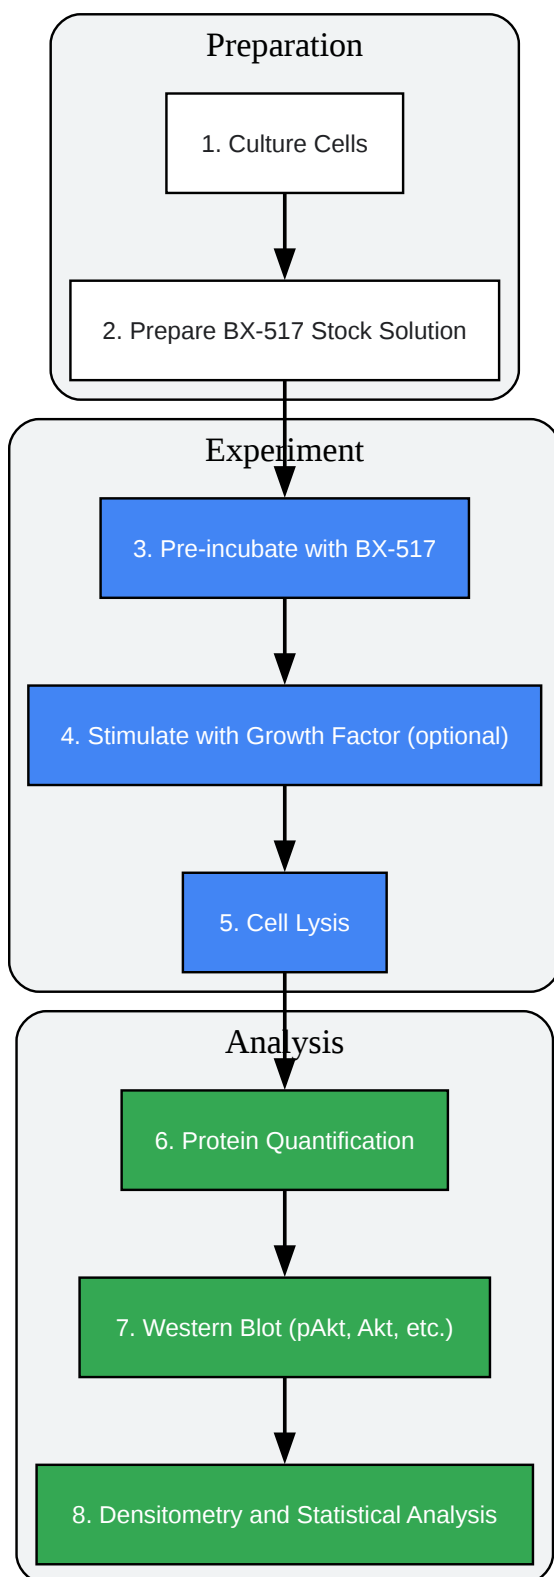 Preparation
1. Culture Cells
2. Prepare BX-517 Stock Solution
Experiment
3. Pre-incubate with BX-517
4. Stimulate with Growth Factor (optional)
5. Cell Lysis
Analysis
6. Protein Quantification
7. Western Blot (pAkt, Akt, etc.)
8. Densitometry and Statistical Analysis